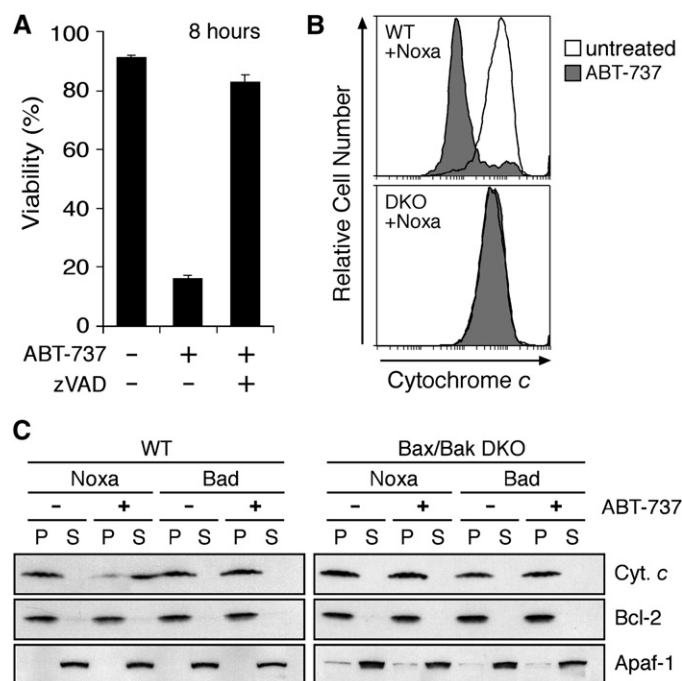 A
8 hours
Viability (%)
100
80
60
40
20
0
ABT-737 – + +
zVAD – – +
B
WT
+Noxa
untreated
ABT-737
DKO
+Noxa
Relative Cell Number
Cytochrome c
C
WT Bax/Bak DKO
Noxa Bad Noxa Bad
– + – + – + – + ABT-737
P S P S P S P S P S P S P S P S
Cyt. c
Bcl-2
Apaf-1